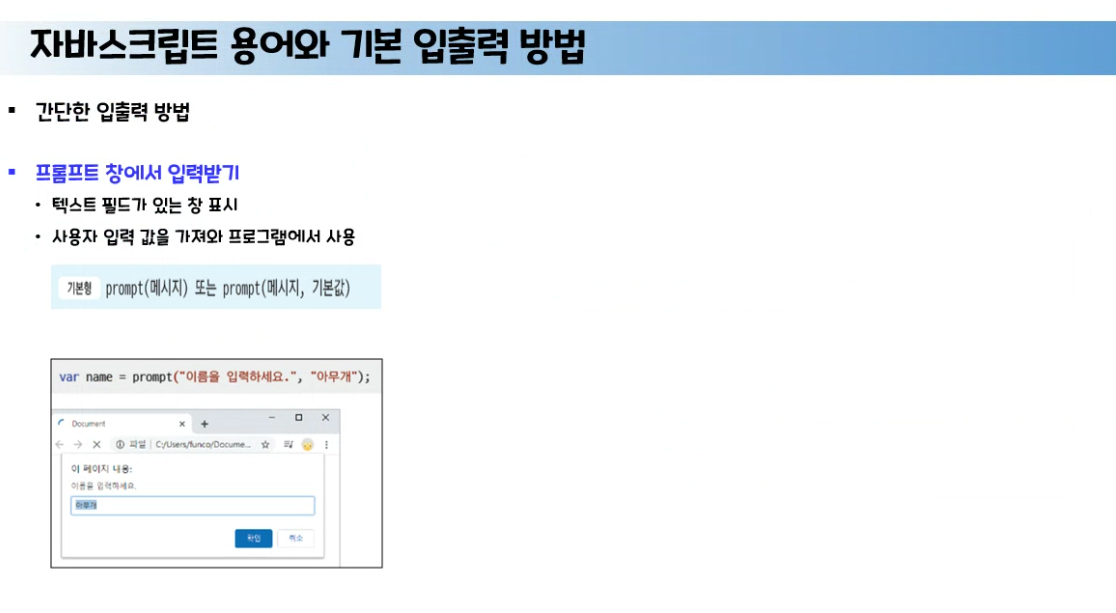 자바스크립트 용어와 기본 입출력 방법
▪ 간단한 입출력 방법
▪ 프롬프트 창에서 입력받기
• 텍스트 필드가 있는 창 표시
• 사용자 입력 값을 가져와 프로그램에서 사용
기본형 prompt(메시지) 또는 prompt(메시지, 기본값)
var name = prompt("이름을 입력하세요.", "아무개");
Document
파일 | C:/Users/funco/Docume...
이 페이지 내용:
이름을 입력하세요.
아무개
확인 취소